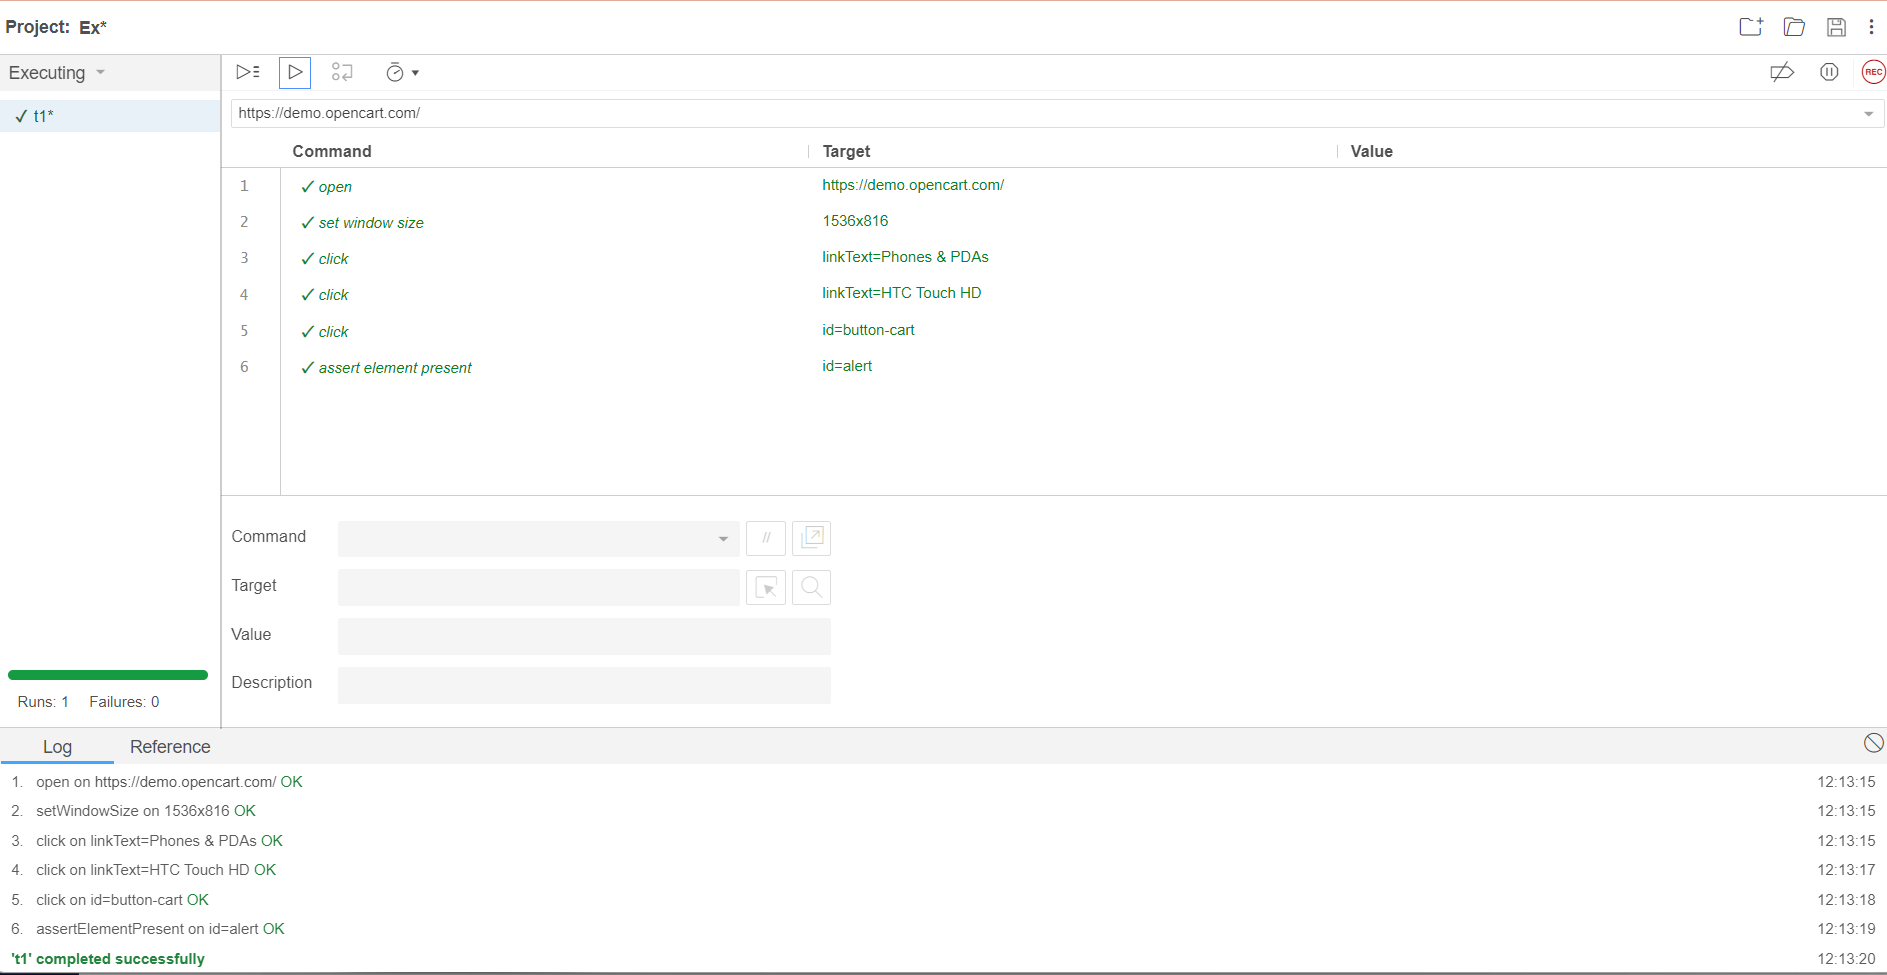 Project: Ex*
Executing
REC
✓ t1*
https://demo.opencart.com/
Command Target Value
1 ✓ open https://demo.opencart.com/
2 ✓ set window size 1536x816
3 ✓ click linkText=Phones & PDAs
4 ✓ click linkText=HTC Touch HD
5 ✓ click id=button-cart
6 ✓ assert element present id=alert
Command //
Target
Value
Description
Runs: 1 Failures: 0
Log Reference
1. open on https://demo.opencart.com/ OK 12:13:15
2. setWindowSize on 1536x816 OK 12:13:15
3. click on linkText=Phones & PDAs OK 12:13:15
4. click on linkText=HTC Touch HD OK 12:13:17
5. click on id=button-cart OK 12:13:18
6. assertElementPresent on id=alert OK 12:13:19
't1' completed successfully 12:13:20